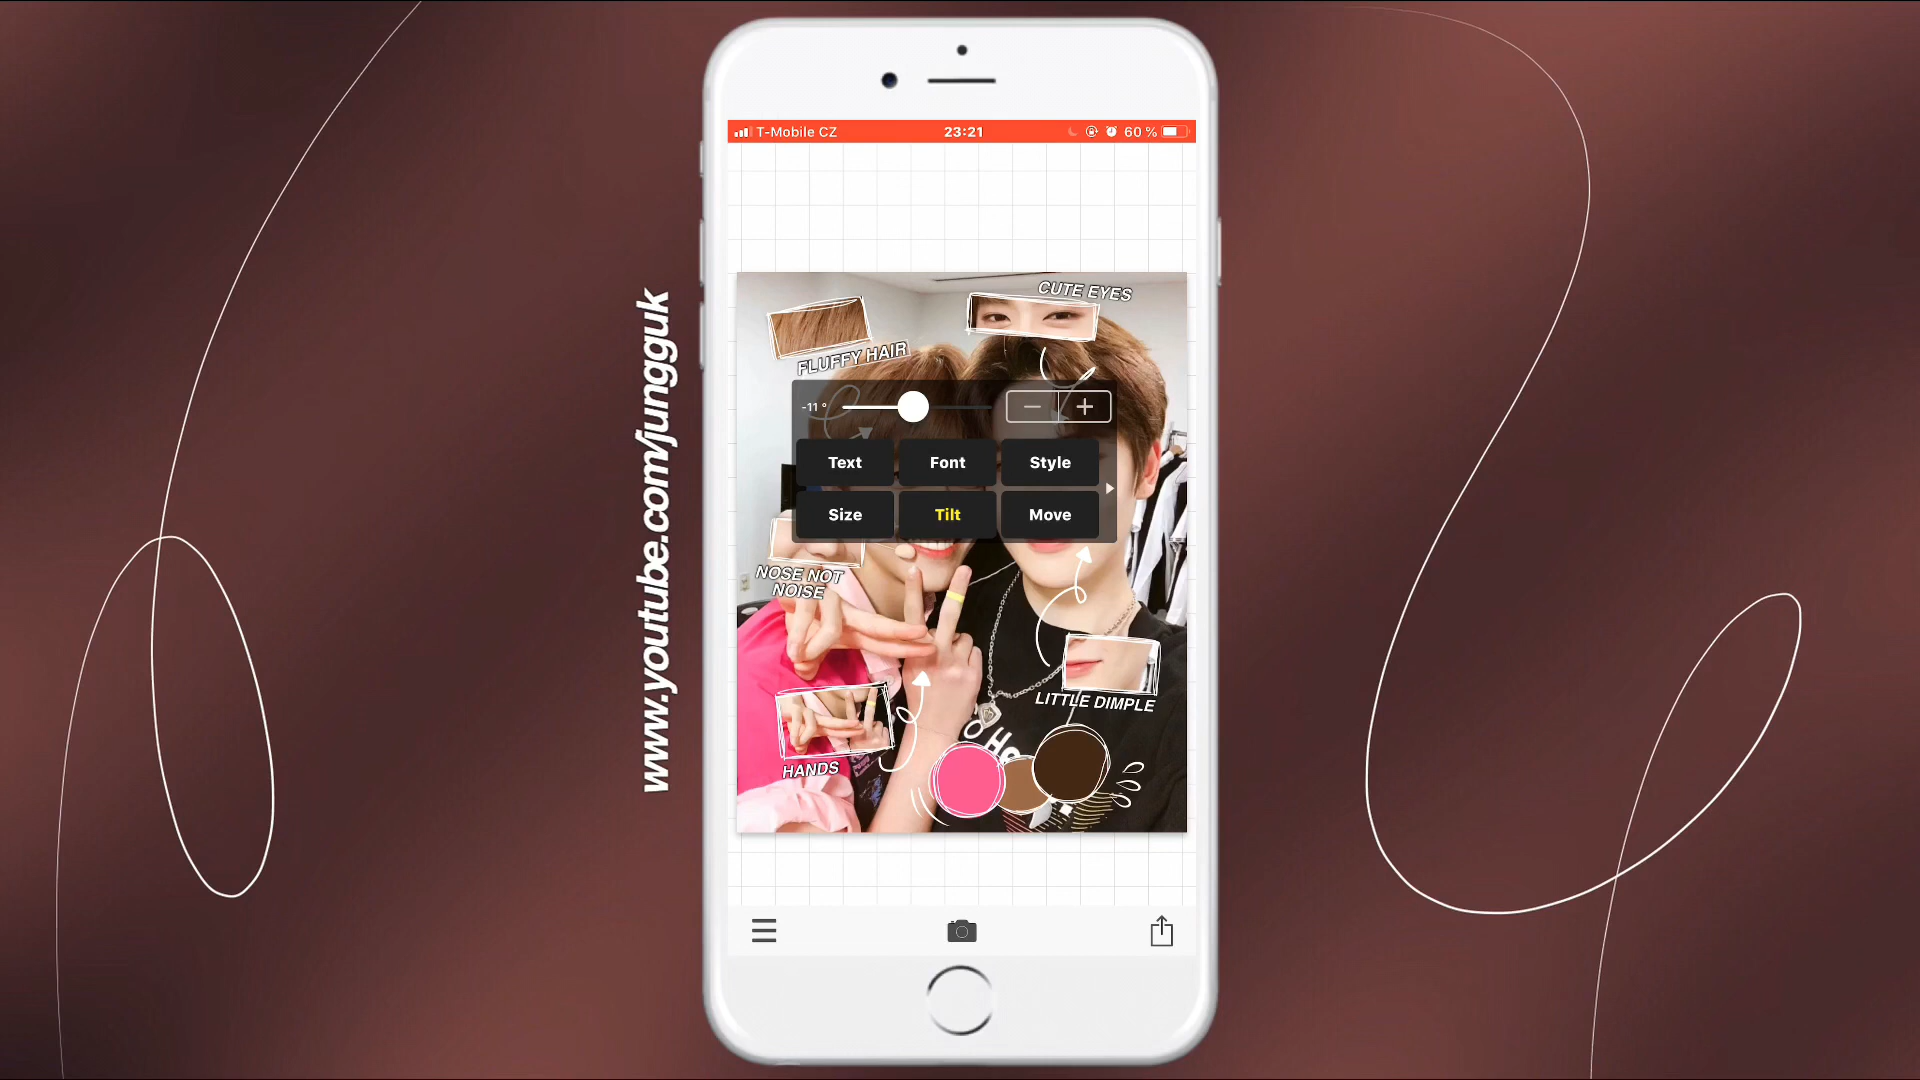 T-Mobile CZ 23:21 60 %
CUTE EYES
FLUFFY HAIR
-11 °
Text Font Style
Size Tilt Move
NOSE NOT
NOISE
LITTLE DIMPLE
HANDS
www.youtube.com/jungguk